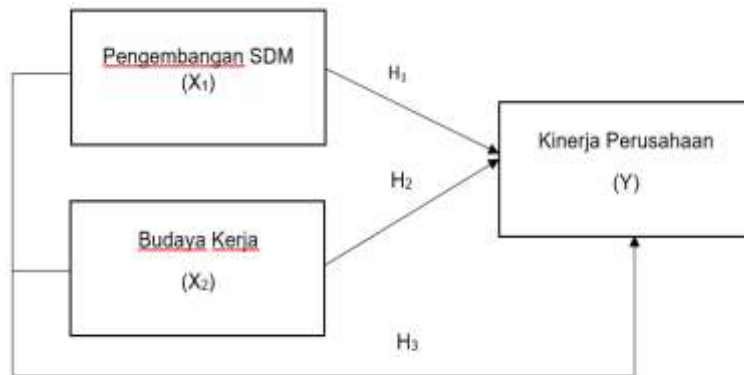 Pengembangan SDM
(X₁)
H₁
Kinerja Perusahaan
(Y)
H₂
Budaya Kerja
(X₂)
H₃